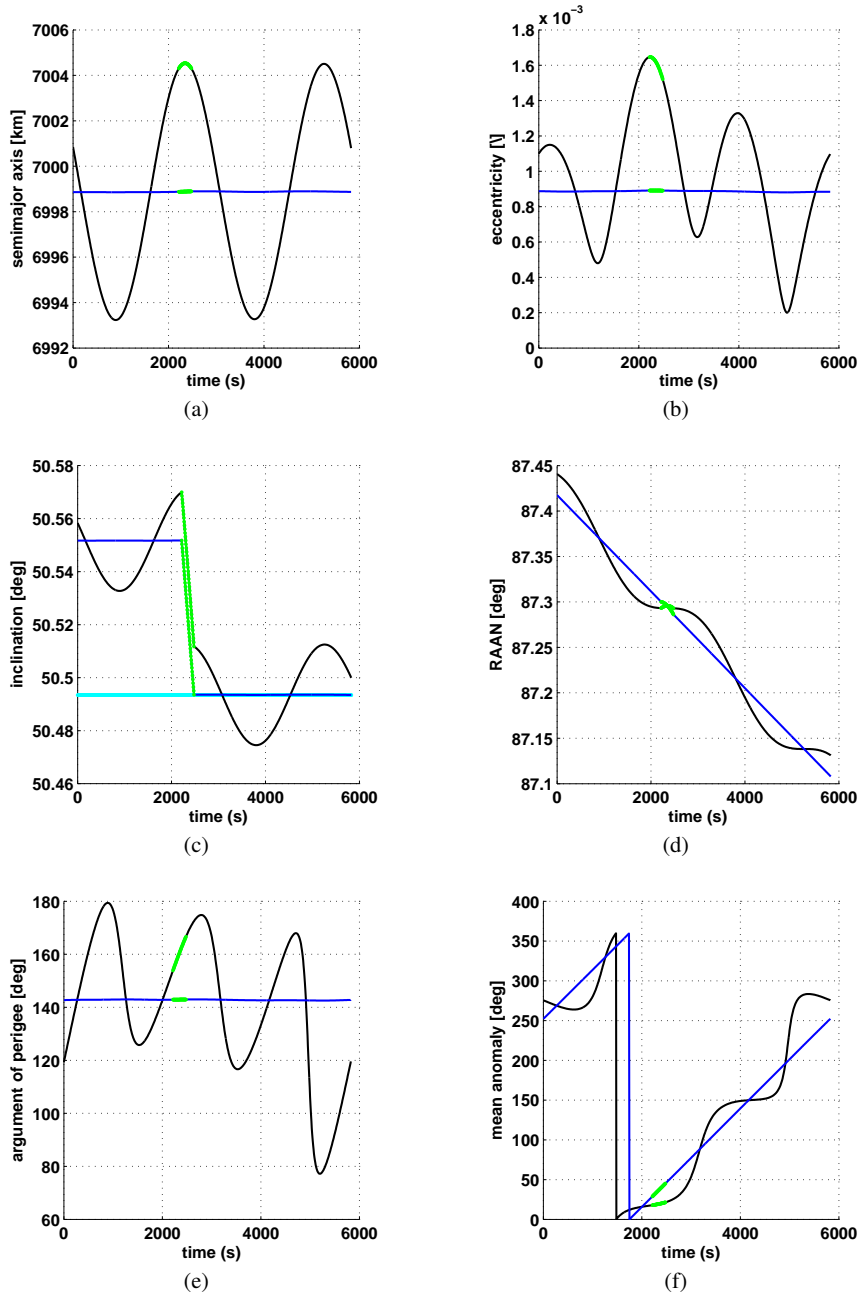 7006
7004
7002
7000
6998
6996
6994
6992
semimajor axis [km]
0 2000 4000 6000
time (s)
(a)
x 10⁻³
1.8
1.6
1.4
1.2
1
0.8
0.6
0.4
0.2
0
eccentricity [\]
0 2000 4000 6000
time (s)
(b)
50.58
50.56
50.54
50.52
50.5
50.48
50.46
inclination [deg]
0 2000 4000 6000
time (s)
(c)
87.45
87.4
87.35
87.3
87.25
87.2
87.15
87.1
RAAN [deg]
0 2000 4000 6000
time (s)
(d)
180
160
140
120
100
80
60
argument of perigee [deg]
0 2000 4000 6000
time (s)
(e)
400
350
300
250
200
150
100
50
0
mean anomaly [deg]
0 2000 4000 6000
time (s)
(f)